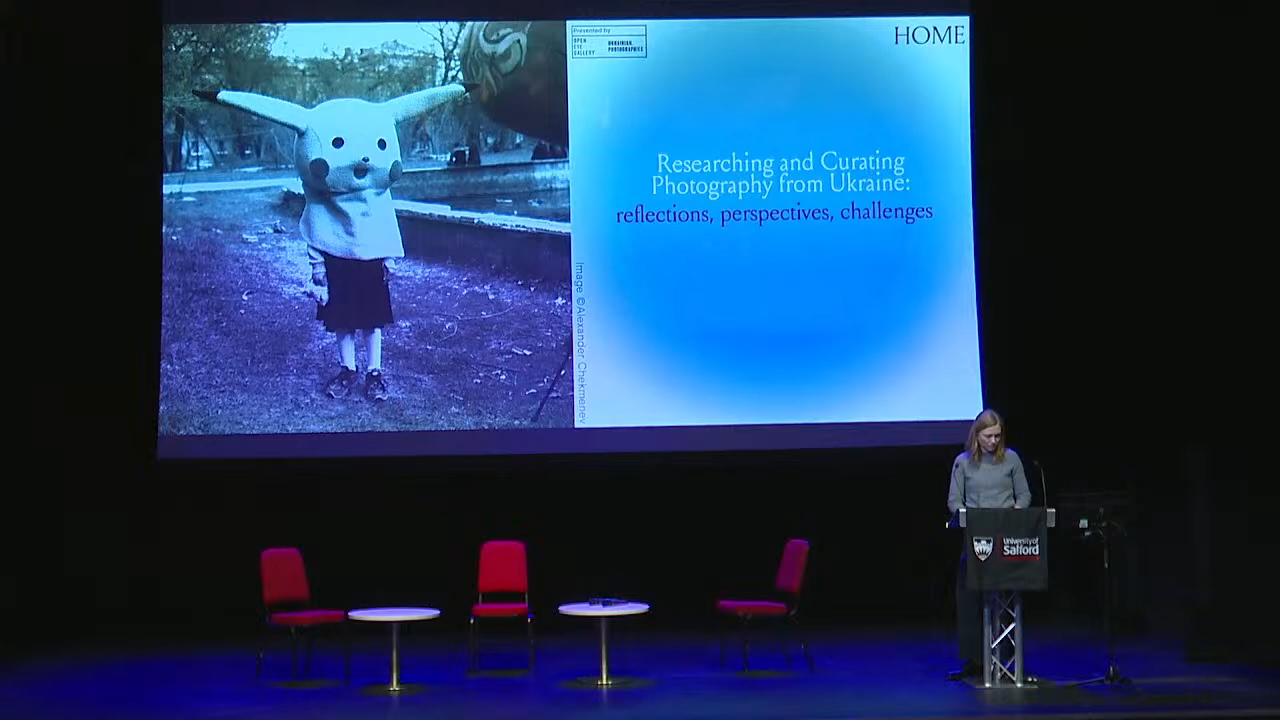 Presented by
OPEN
EYE
GALLERY
UKRAINIAN
PHOTOGRAPHIES
HOME
Researching and Curating
Photography from Ukraine:
reflections, perspectives, challenges
Image ©Alexander Chekmenev
University of
Salford